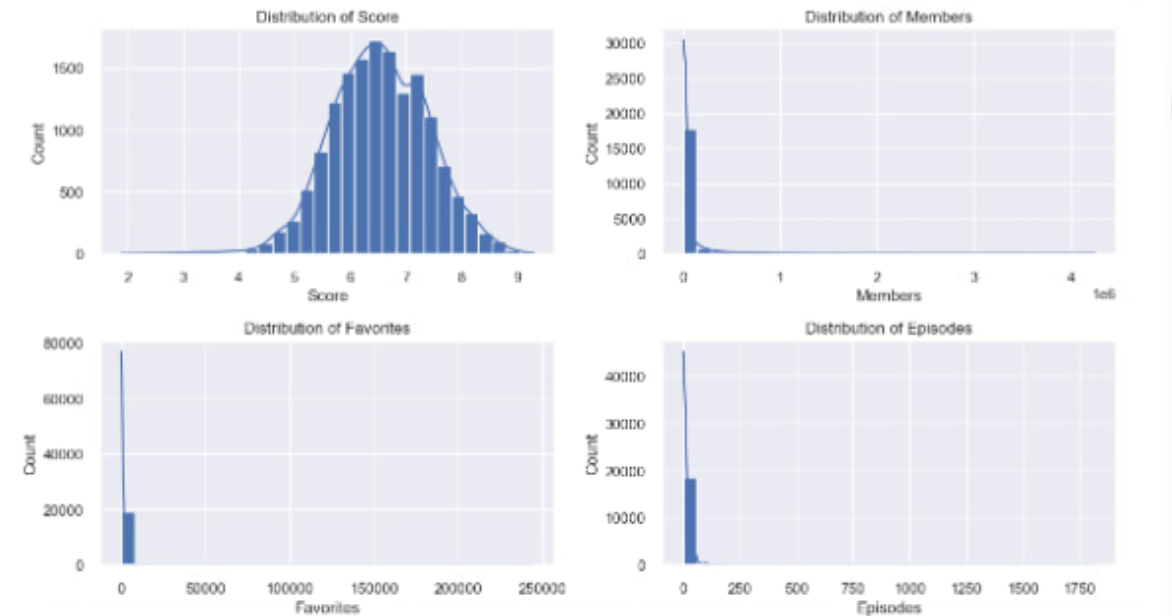 Distribution of Score
1500
1000
500
0
Count
2 3 4 5 6 7 8 9
Score
Distribution of Members
30000
25000
20000
15000
10000
5000
0
Count
0 1 2 3 4
1e6
Members
Distribution of Favorites
80000
60000
40000
20000
0
Count
0 50000 100000 150000 200000 250000
Favorites
Distribution of Episodes
40000
30000
20000
10000
0
Count
0 250 500 750 1000 1250 1500 1750
Episodes